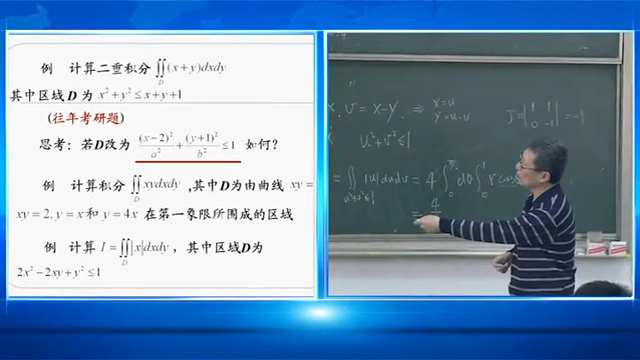 例 计算二重积分 ∬_D (x+y)dxdy
其中区域 D 为 x²+y² ≤ x+y+1
(往年考研题)
思考: 若D改为 (x−2)²/a² + (y+1)²/b² ≤ 1 如何?
例 计算积分 ∬_D xydxdy ,其中D为由曲线 xy=
xy=2, y=x 和 y=4x 在第一象限所围成的区域
例 计算 I=∬_D |x|dxdy, 其中区域D为
2x²−2xy+y² ≤ 1
V = x−y. ⇒ x=u
y=u−v
J = |1 1 0 −1| = −1
u²+v² ≤ 1
= ∬_{u²+v²≤1} |u|dudv = 4 ∫_0 dθ ∫_0^1
= 4